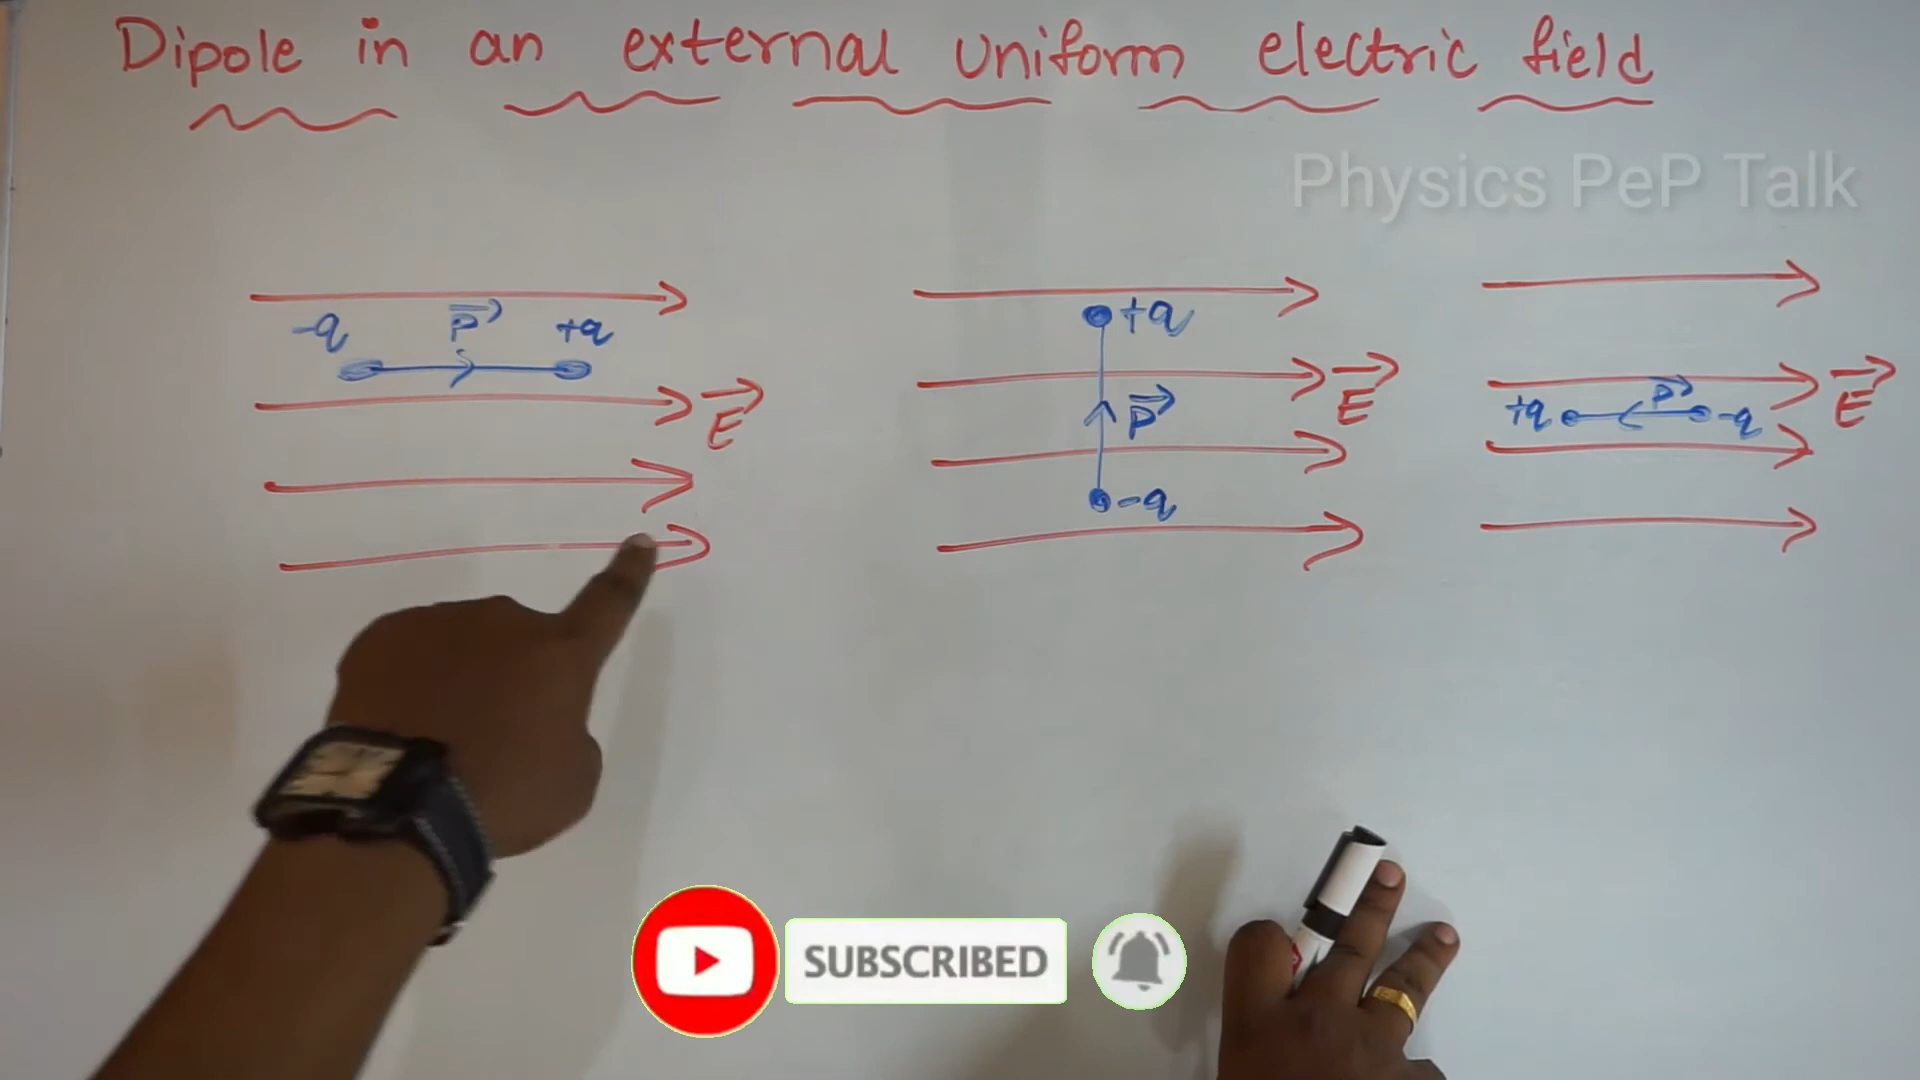 Dipole in an external uniform electric field
Physics PeP Talk
-q P +q
E
+q
E
P
-q
E
+q P -q
SUBSCRIBED